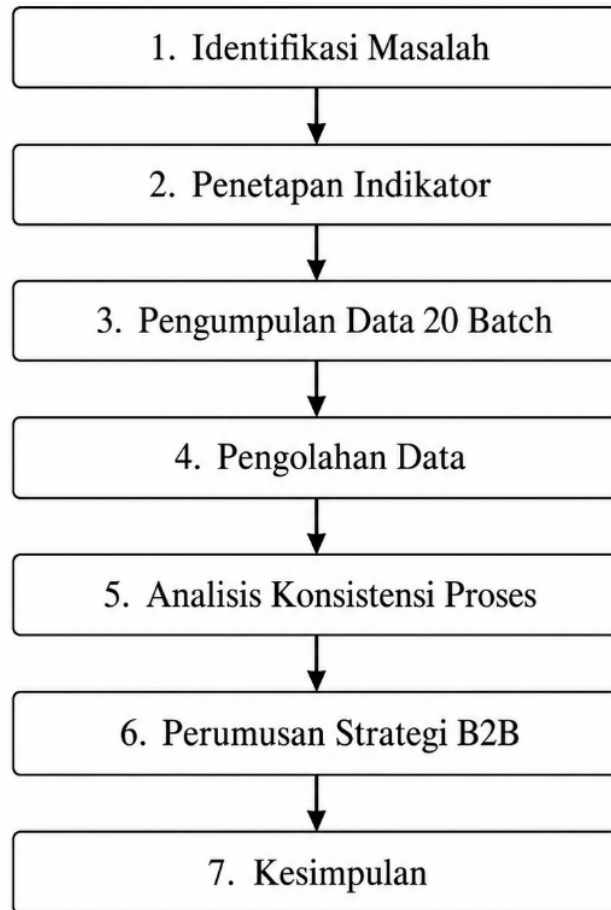 1. Identifikasi Masalah
2. Penetapan Indikator
3. Pengumpulan Data 20 Batch
4. Pengolahan Data
5. Analisis Konsistensi Proses
6. Perumusan Strategi B2B
7. Kesimpulan